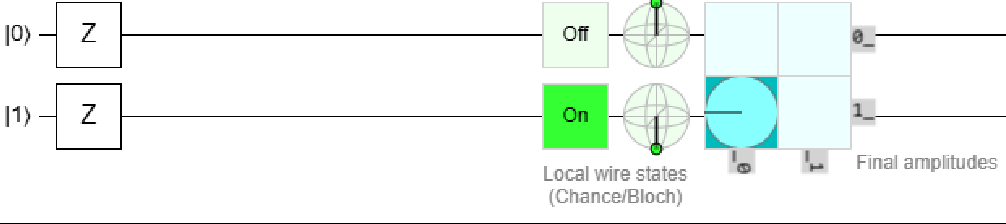 |0⟩ Z Off 0_
|1⟩ Z On 1_
_0 _1
Final amplitudes
Local wire states
(Chance/Bloch)